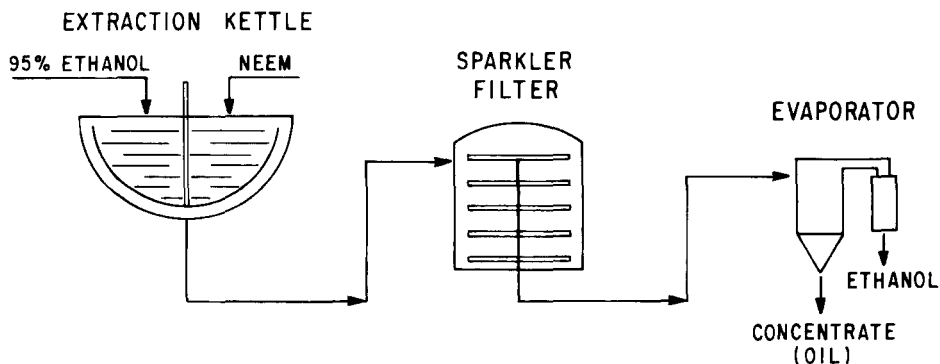 EXTRACTION KETTLE
95% ETHANOL
NEEM
SPARKLER
FILTER
EVAPORATOR
ETHANOL
CONCENTRATE
(OIL)